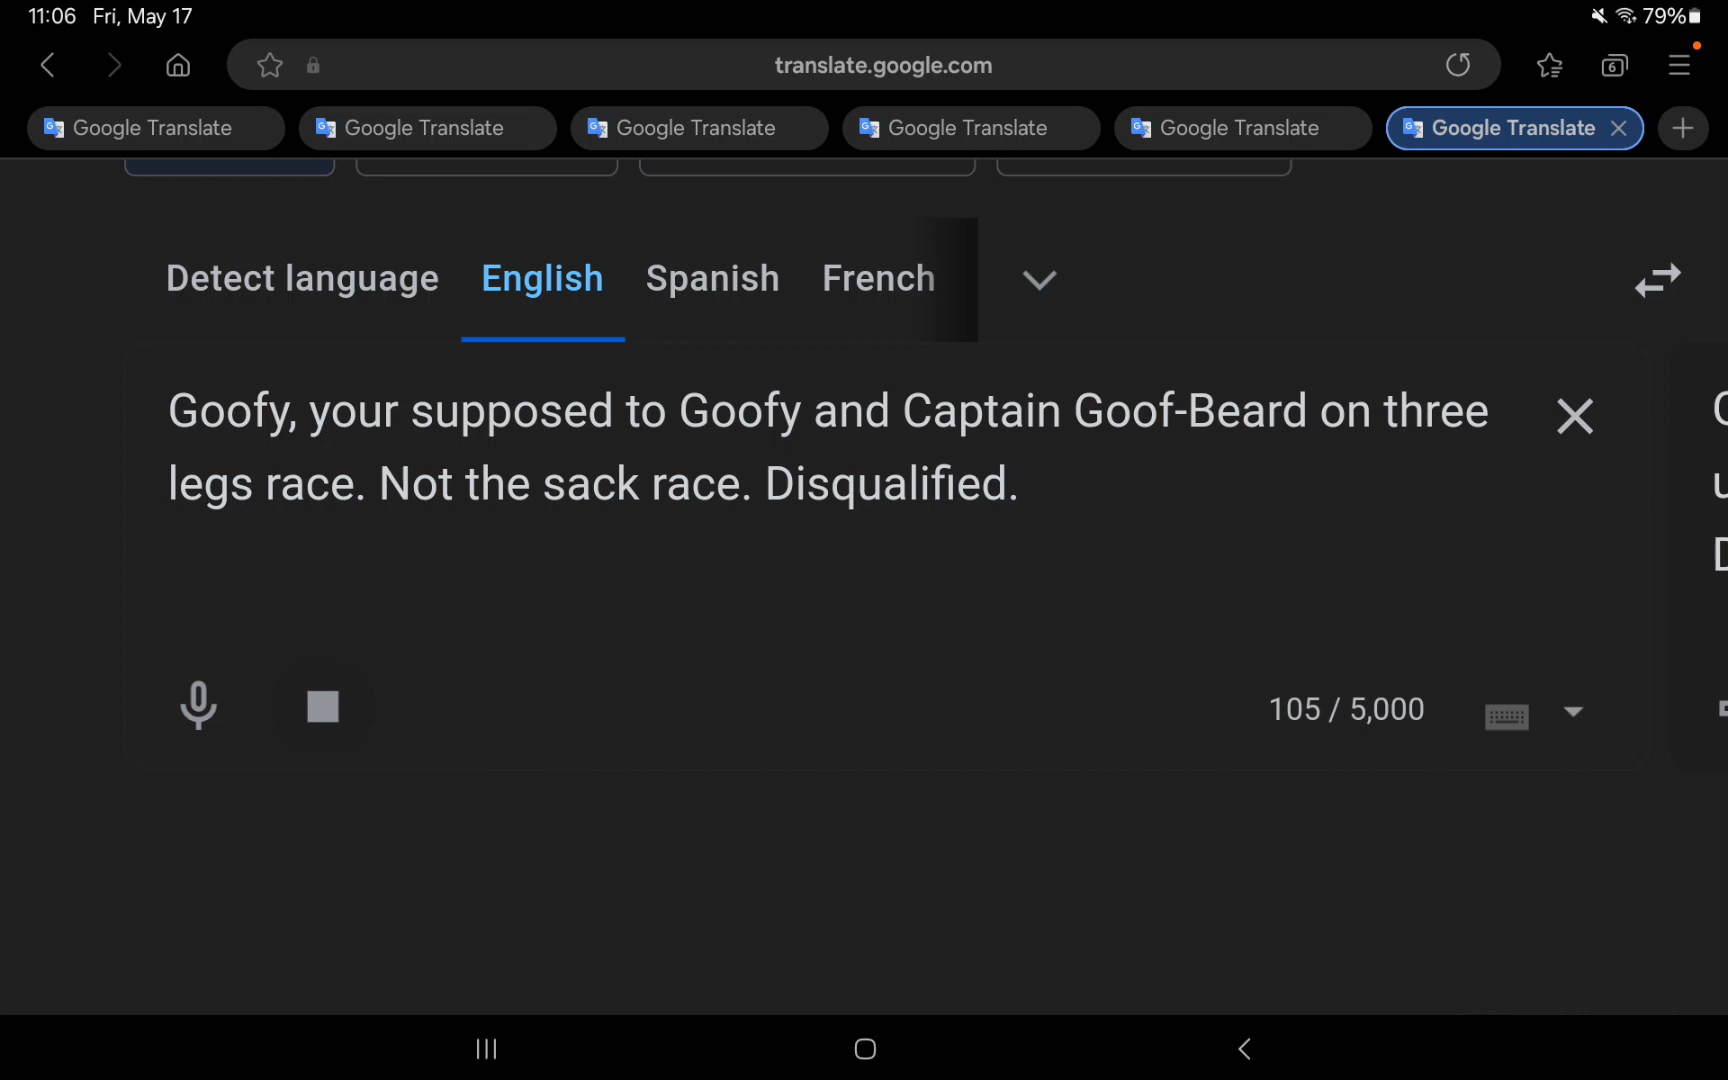 11:06 Fri, May 17
79%
translate.google.com
6
Google Translate
Google Translate
Google Translate
Google Translate
Google Translate
Google Translate
Detect language
English
Spanish
French
Goofy, your supposed to Goofy and Captain Goof-Beard on three
legs race. Not the sack race. Disqualified.
105 / 5,000